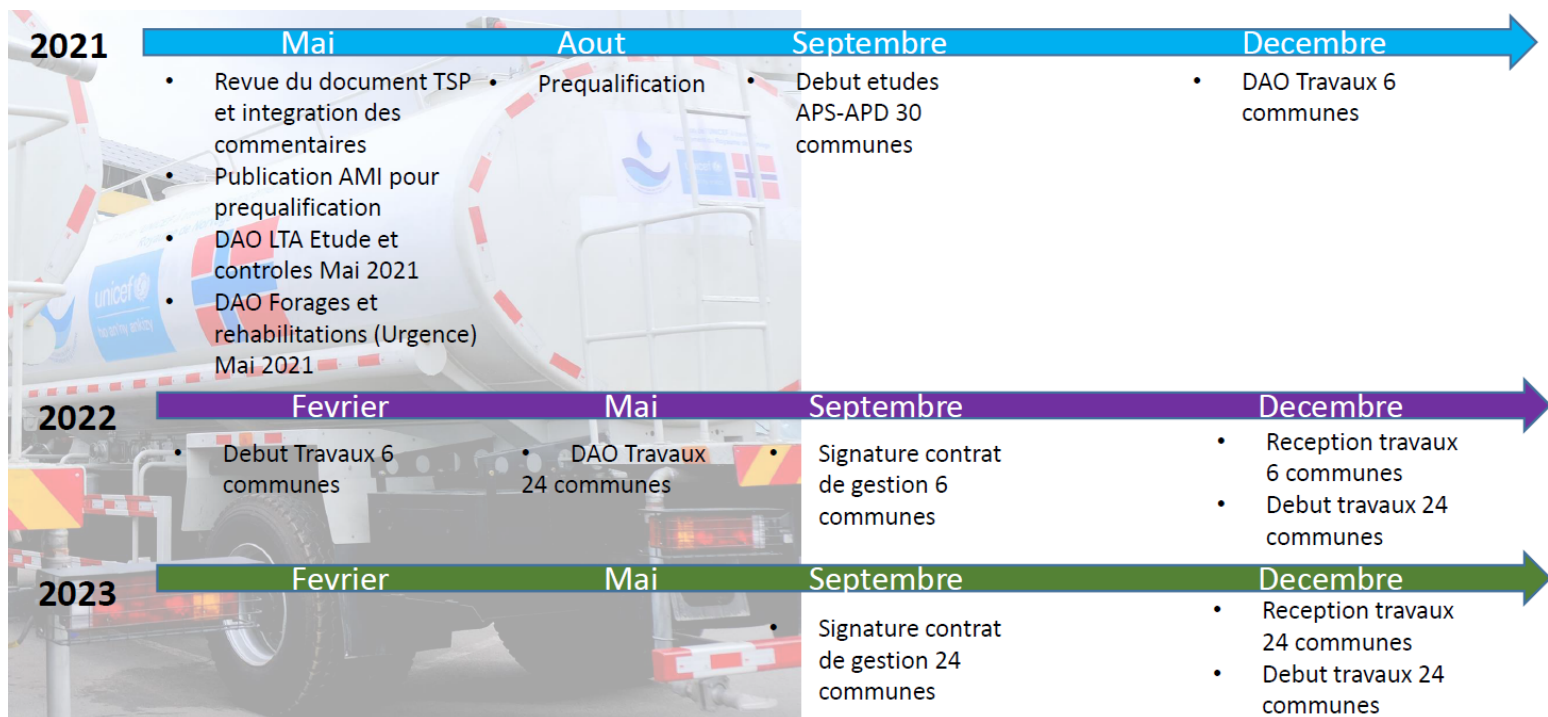 2021
Mai
Aout
Septembre
Decembre
• Revue du document TSP
et integration des
commentaires
• Publication AMI pour
prequalification
• DAO LTA Etude et
controles Mai 2021
• DAO Forages et
rehabilitations (Urgence)
Mai 2021
• Prequalification
• Debut etudes
APS-APD 30
communes
• DAO Travaux 6
communes
unicef
2022
Fevrier
Mai
Septembre
Decembre
• Debut Travaux 6
communes
• DAO Travaux
24 communes
• Signature contrat
de gestion 6
communes
• Reception travaux
6 communes
• Debut travaux 24
communes
2023
Fevrier
Mai
Septembre
Decembre
• Signature contrat
de gestion 24
communes
• Reception travaux
24 communes
• Debut travaux 24
communes